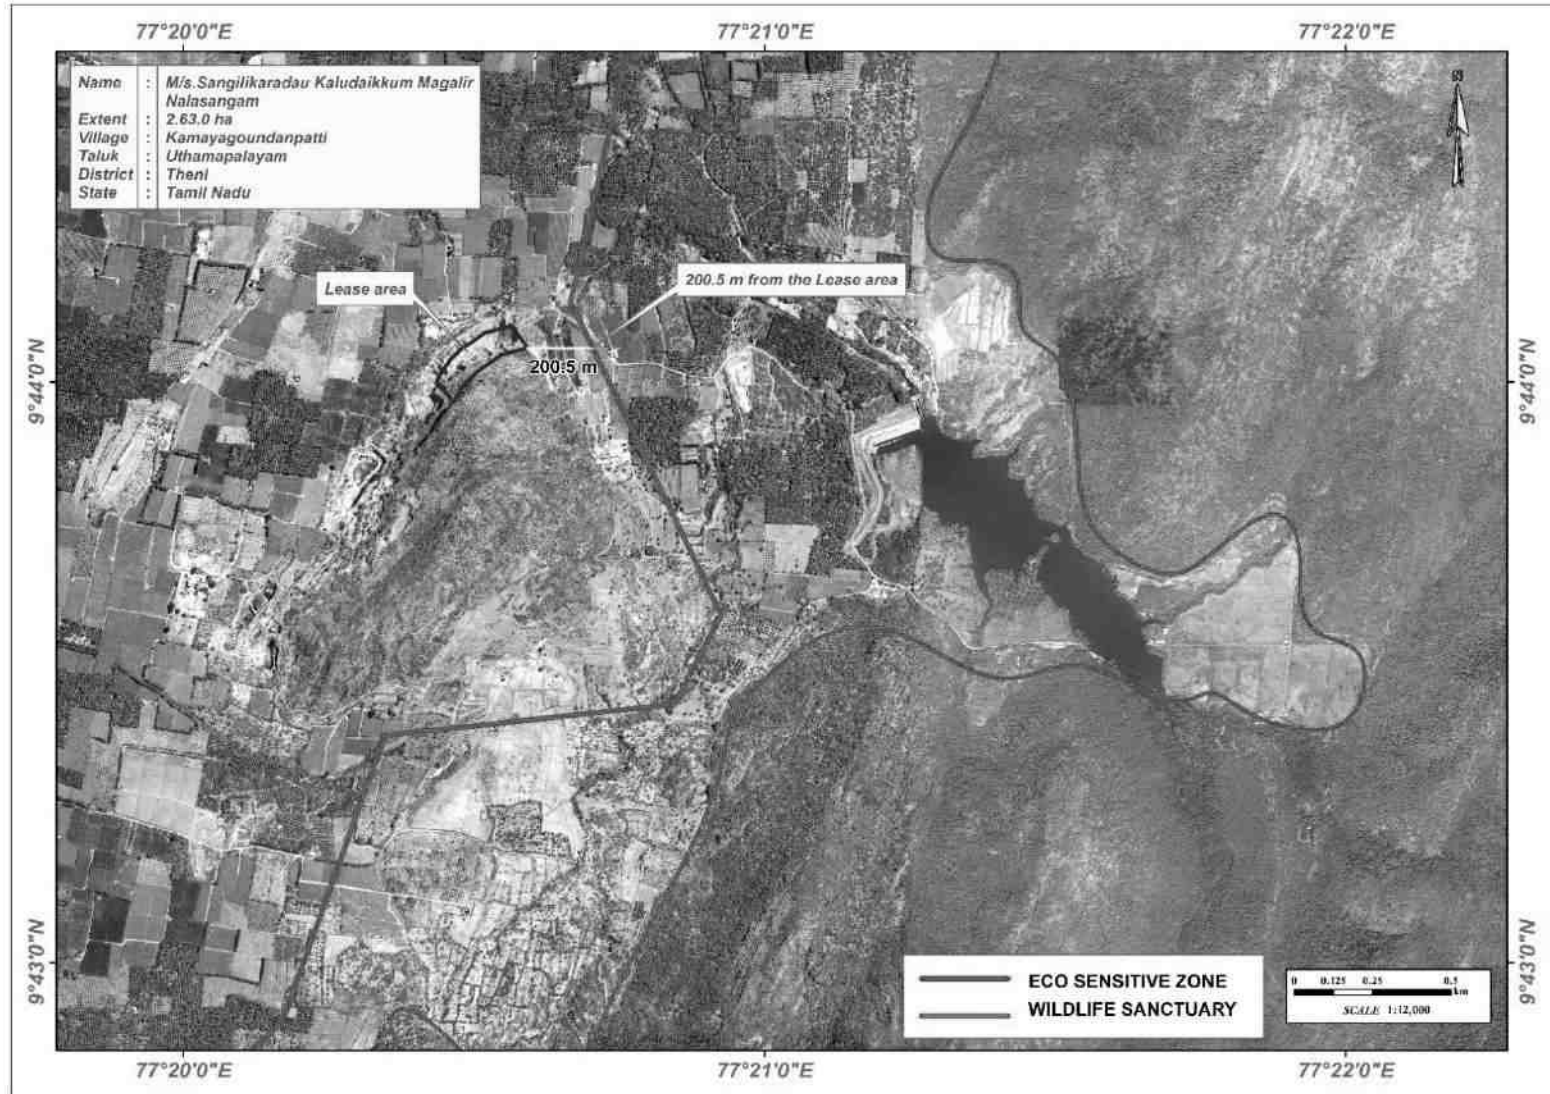 77°20'0"E
77°21'0"E
77°22'0"E
Name : M/s.Sangilikaradau Kaludaikkum Magalir
Nalasangam
Extent : 2.63.0 ha
Village : Kamayagoundanpatti
Taluk : Uthamapalayam
District : Theni
State : Tamil Nadu
N
Lease area
200.5 m from the Lease area
200.5 m
9°44'0"N
9°44'0"N
9°43'0"N
9°43'0"N
ECO SENSITIVE ZONE
WILDLIFE SANCTUARY
0 0.125 0.25 0.5
km
SCALE 1:12,000
77°20'0"E
77°21'0"E
77°22'0"E